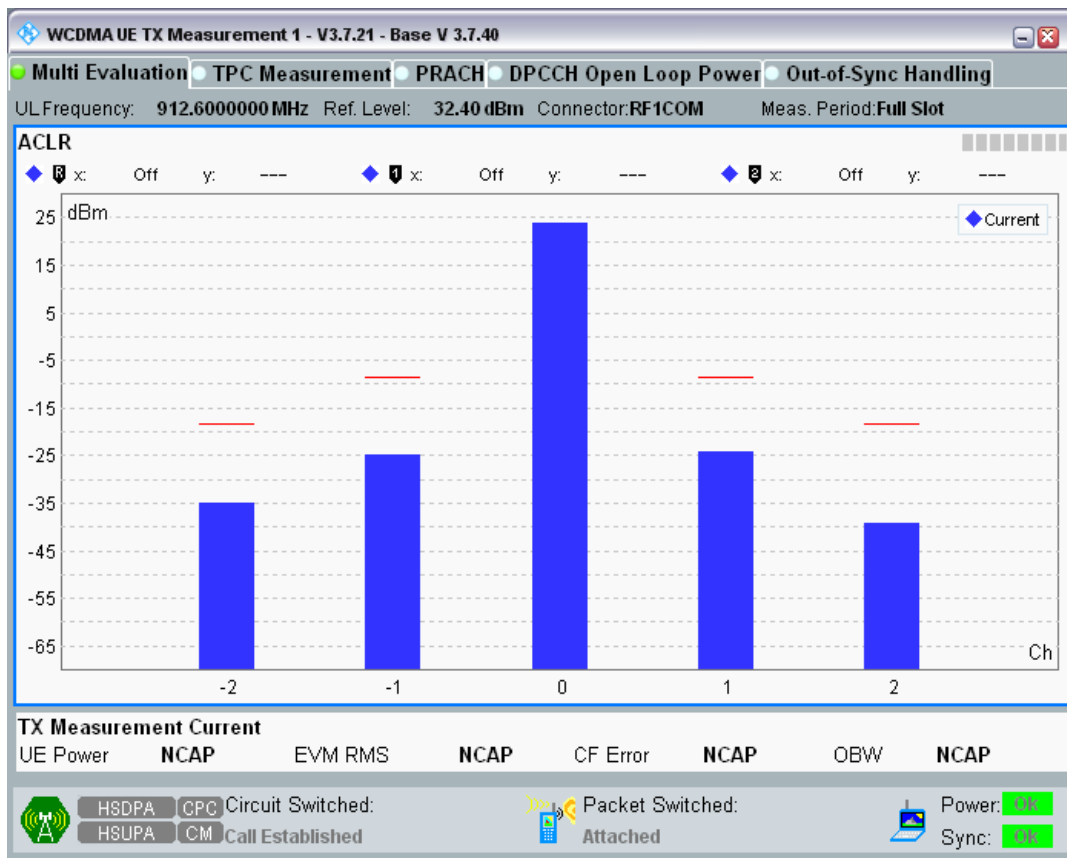 WCDMA UE TX Measurement 1 - V3.7.21 - Base V 3.7.40
Multi Evaluation TPC Measurement PRACH DPCCH Open Loop Power Out-of-Sync Handling
UL Frequency: 912.6000000 MHz Ref. Level: 32.40 dBm Connector: RF1COM Meas. Period: Full Slot
ACLR
R x: Off y: --- 1 x: Off y: --- 2 x: Off y: ---
dBm
Current
25
15
5
-5
-15
-25
-35
-45
-55
-65
Ch
-2 -1 0 1 2
TX Measurement Current
UE Power NCAP EVM RMS NCAP CF Error NCAP OBW NCAP
HSDPA CPC Circuit Switched: Packet Switched: Power: Ok
HSUPA CM Call Established Attached Sync: Ok